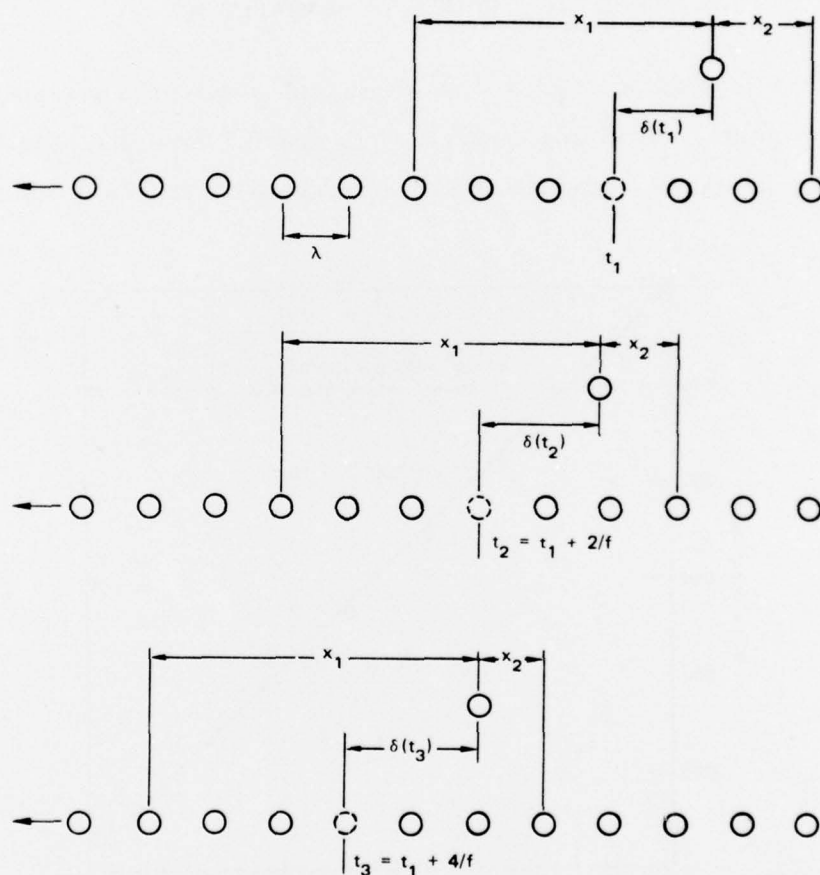 x₁ x₂
δ(t₁)
λ
t₁
x₁ x₂
δ(t₂)
t₂ = t₁ + 2/f
x₁ x₂
δ(t₃)
t₃ = t₁ + 4/f